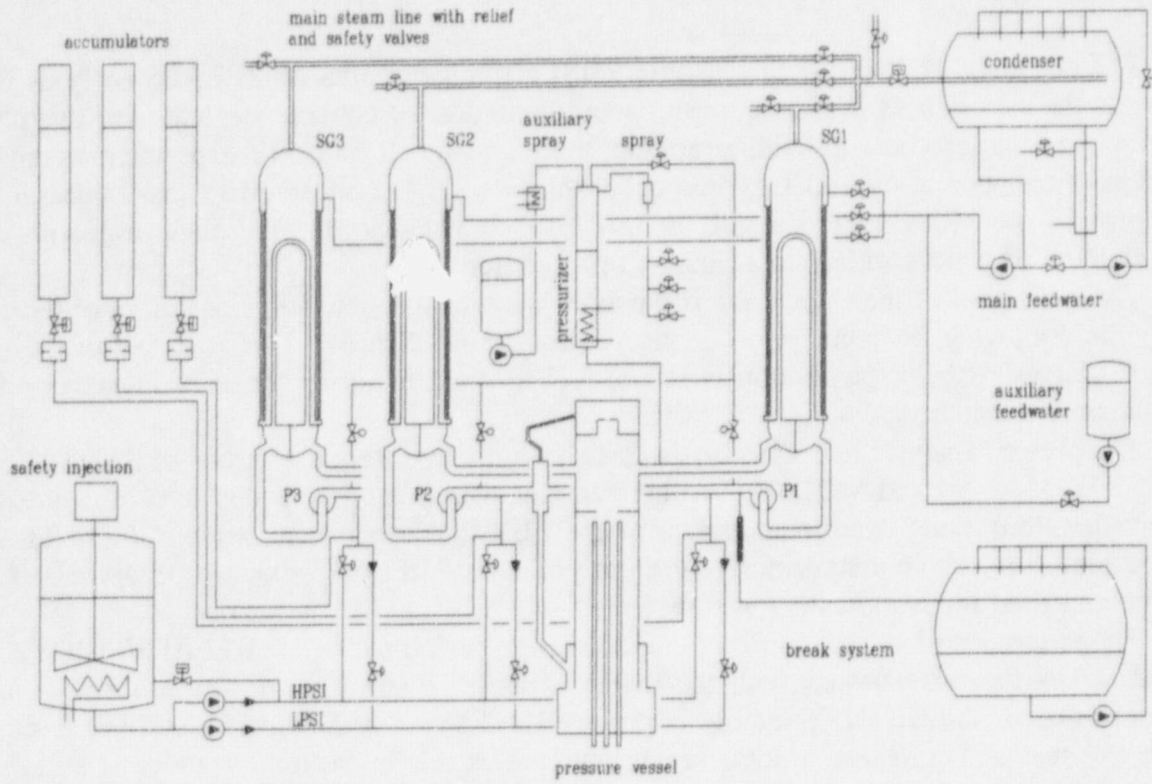 main steam line with relief
and safety valves
accumulators
condenser
SG3
SG2
auxiliary
spray
spray
SG1
pressurizer
main feedwater
auxiliary
feedwater
safety injection
P3
P2
P1
break system
HPSI
LPSI
pressure vessel